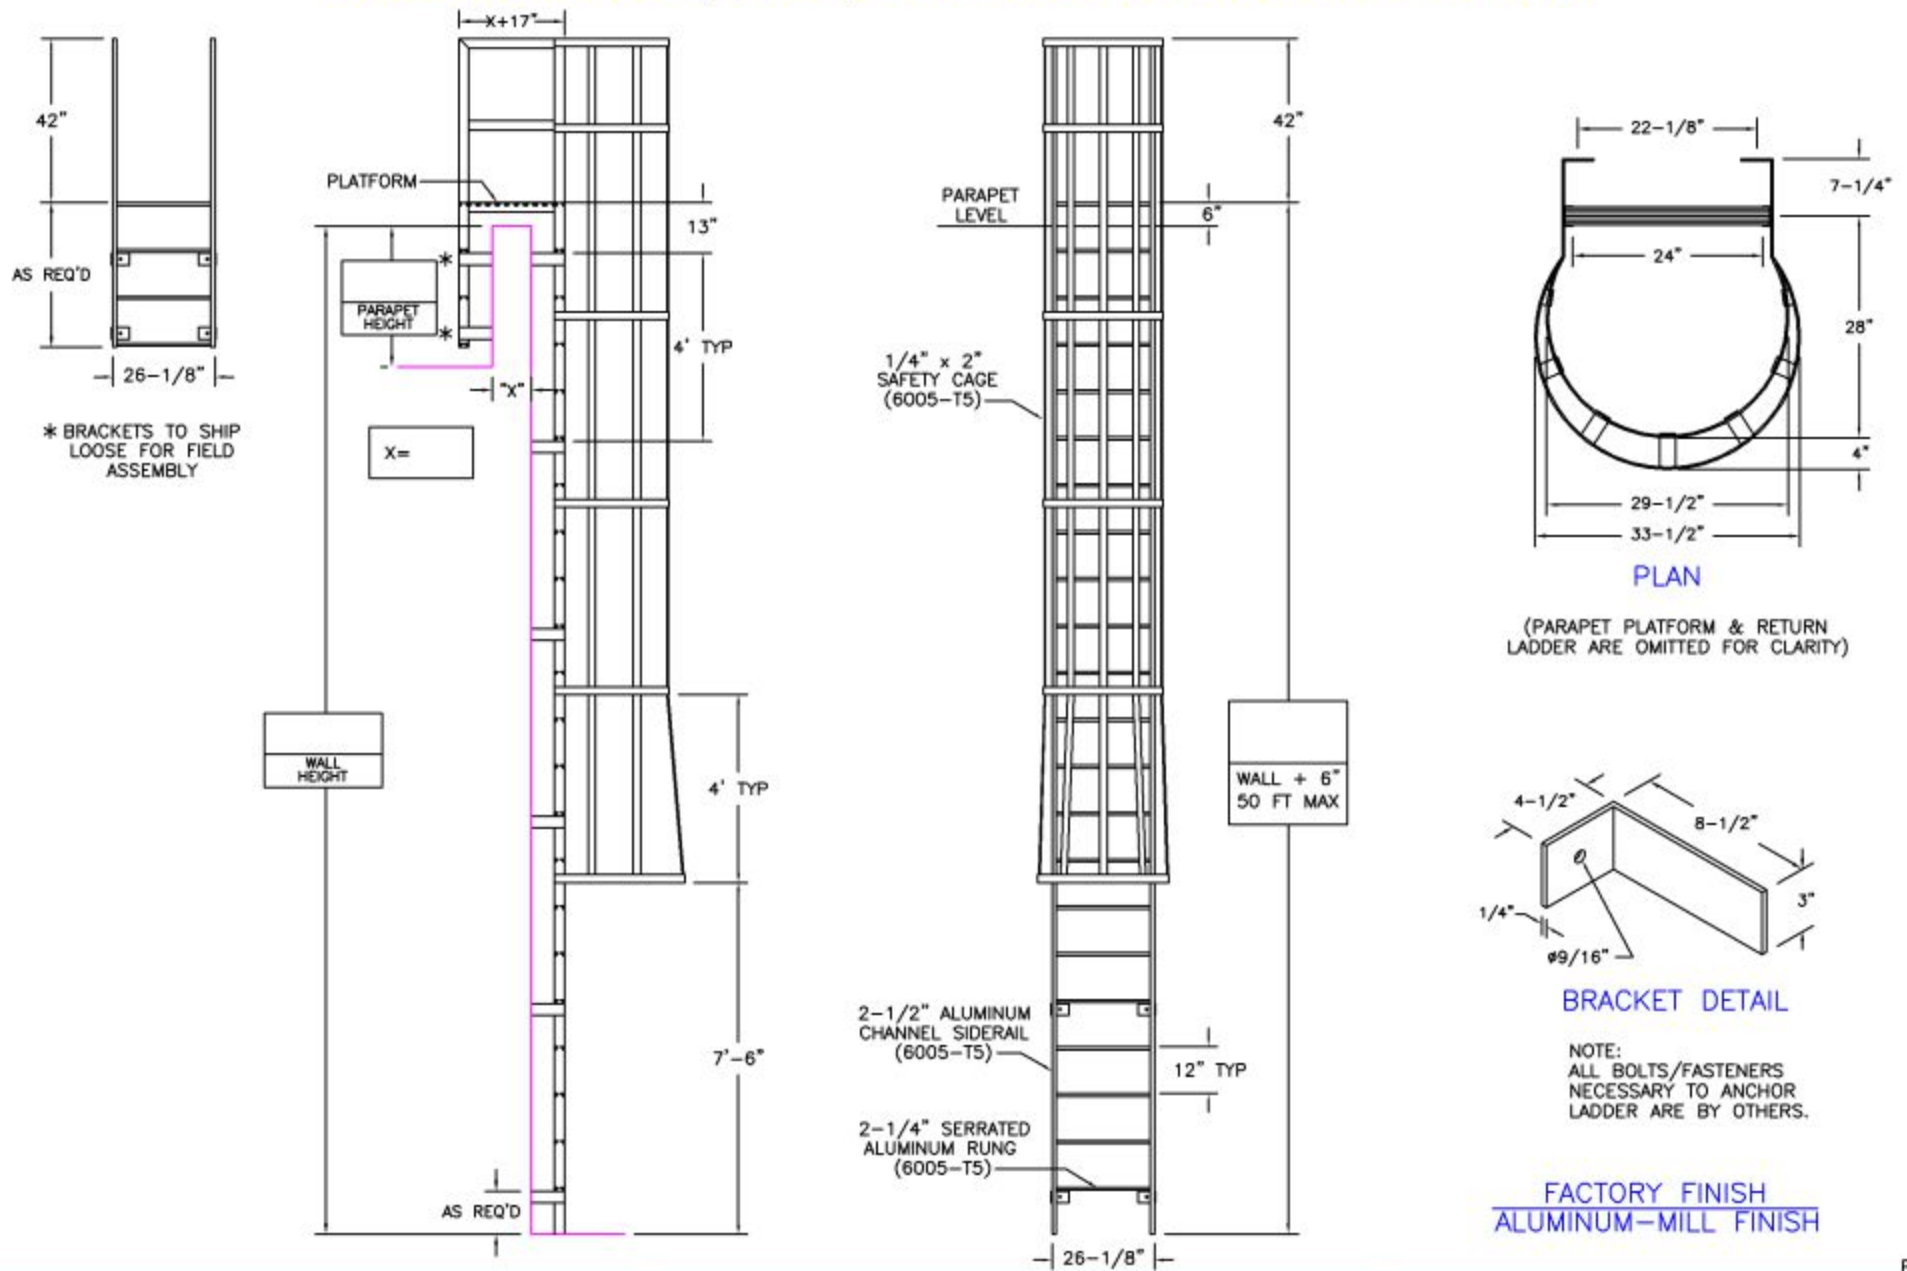 42"
AS REQ'D
26-1/8"
* BRACKETS TO SHIP
LOOSE FOR FIELD
ASSEMBLY
X+17"
PLATFORM
13"
*
PARAPET
HEIGHT
*
4' TYP
"X"
X=
WALL
HEIGHT
4' TYP
7'-6"
AS REQ'D
42"
PARAPET
LEVEL
6"
1/4" x 2"
SAFETY CAGE
(6005-T5)
WALL + 6"
50 FT MAX
2-1/2" ALUMINUM
CHANNEL SIDERAIL
(6005-T5)
12" TYP
2-1/4" SERRATED
ALUMINUM RUNG
(6005-T5)
26-1/8"
22-1/8"
7-1/4"
24"
28"
4"
29-1/2"
33-1/2"
PLAN
(PARAPET PLATFORM & RETURN
LADDER ARE OMITTED FOR CLARITY)
4-1/2"
8-1/2"
3"
1/4"
ø9/16"
BRACKET DETAIL
NOTE:
ALL BOLTS/FASTENERS
NECESSARY TO ANCHOR
LADDER ARE BY OTHERS.
FACTORY FINISH
ALUMINUM-MILL FINISH